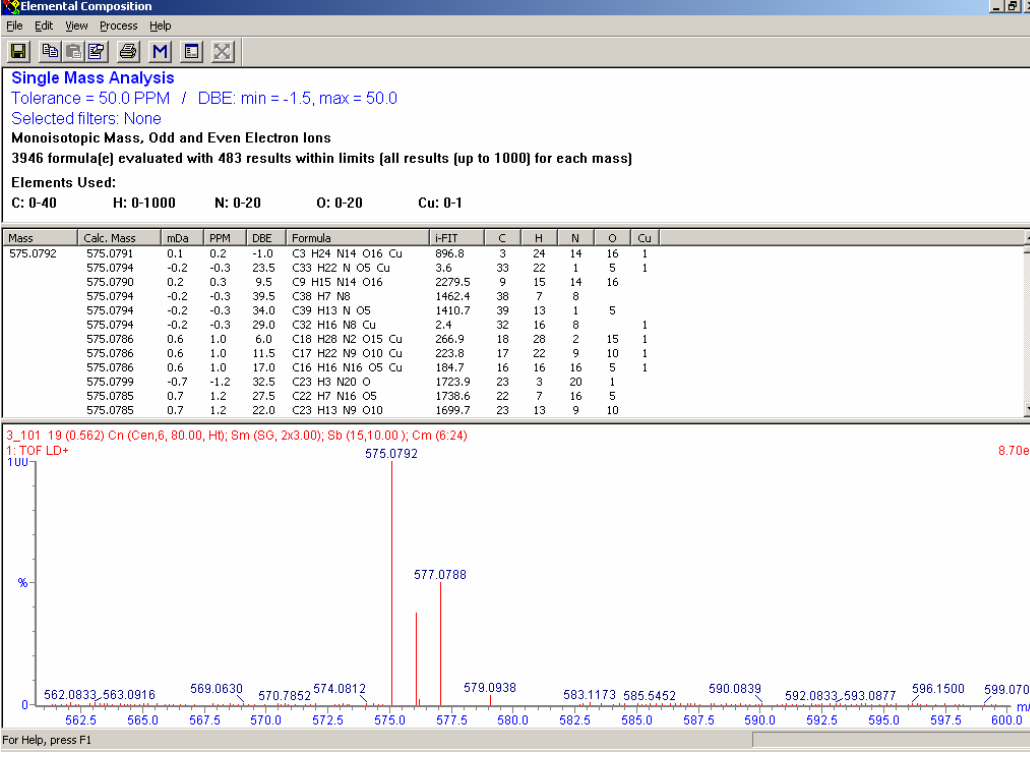 Elemental Composition
File Edit View Process Help
M
Single Mass Analysis
Tolerance = 50.0 PPM / DBE: min = -1.5, max = 50.0
Selected filters: None
Monoisotopic Mass, Odd and Even Electron Ions
3946 formula(e) evaluated with 483 results within limits (all results (up to 1000) for each mass)
Elements Used:
C: 0-40 H: 0-1000 N: 0-20 O: 0-20 Cu: 0-1
Mass Calc. Mass mDa PPM DBE Formula i-FIT C H N O Cu
575.0792 575.0791 0.1 0.2 -1.0 C3 H24 N14 O16 Cu 896.8 3 24 14 16 1
575.0794 -0.2 -0.3 23.5 C33 H22 N O5 Cu 3.6 33 22 1 5 1
575.0790 0.2 0.3 9.5 C9 H15 N14 O16 2279.5 9 15 14 16
575.0794 -0.2 -0.3 39.5 C38 H7 N8 1462.4 38 7 8
575.0794 -0.2 -0.3 34.0 C39 H13 N O5 1410.7 39 13 1 5
575.0794 -0.2 -0.3 29.0 C32 H16 N8 Cu 2.4 32 16 8 1
575.0786 0.6 1.0 6.0 C18 H28 N2 O15 Cu 266.9 18 28 2 15 1
575.0786 0.6 1.0 11.5 C17 H22 N9 O10 Cu 223.8 17 22 9 10 1
575.0786 0.6 1.0 17.0 C16 H16 N16 O5 Cu 184.7 16 16 16 5 1
575.0799 -0.7 -1.2 32.5 C23 H3 N20 O 1723.9 23 3 20 1
575.0785 0.7 1.2 27.5 C22 H7 N16 O5 1738.6 22 7 16 5
575.0785 0.7 1.2 22.0 C23 H13 N9 O10 1699.7 23 13 9 10
3_101 19 (0.562) Cn (Cen,6, 80.00, Ht); Sm (SG, 2x3.00); Sb (15,10.00 ); Cm (6:24)
1: TOF LD+
8.70e
100
575.0792
577.0788
%
562.0833 563.0916 569.0630 570.7852 574.0812 579.0938 583.1173 585.5452 590.0839 592.0833 593.0877 596.1500 599.070
0
562.5 565.0 567.5 570.0 572.5 575.0 577.5 580.0 582.5 585.0 587.5 590.0 592.5 595.0 597.5 600.0
For Help, press F1